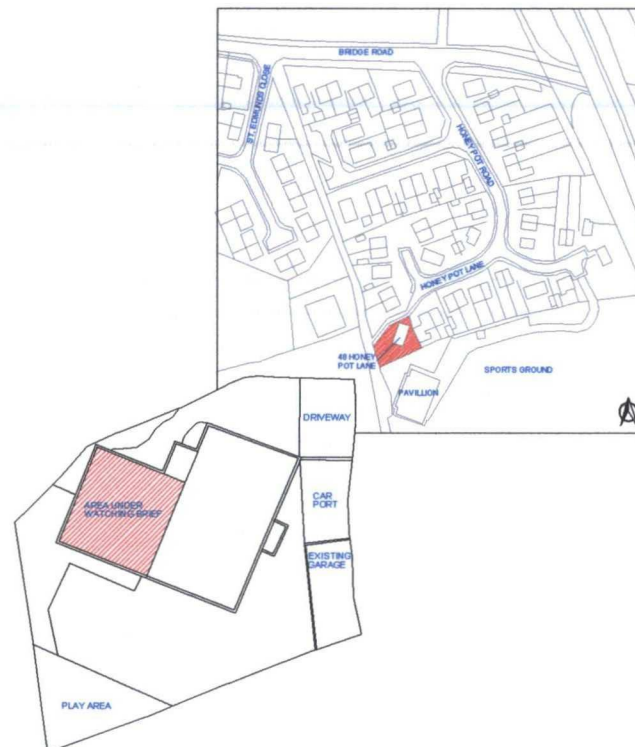 BRIDGE ROAD
ST. EDMUNDS CLOSE
HONEY POT ROAD
HONEY POT LANE
48 HONEY
POT LANE
SPORTS GROUND
PAVILLION
DRIVEWAY
CAR
PORT
AREA UNDER
WATCHING BRIEF
EXISTING
GARAGE
PLAY AREA